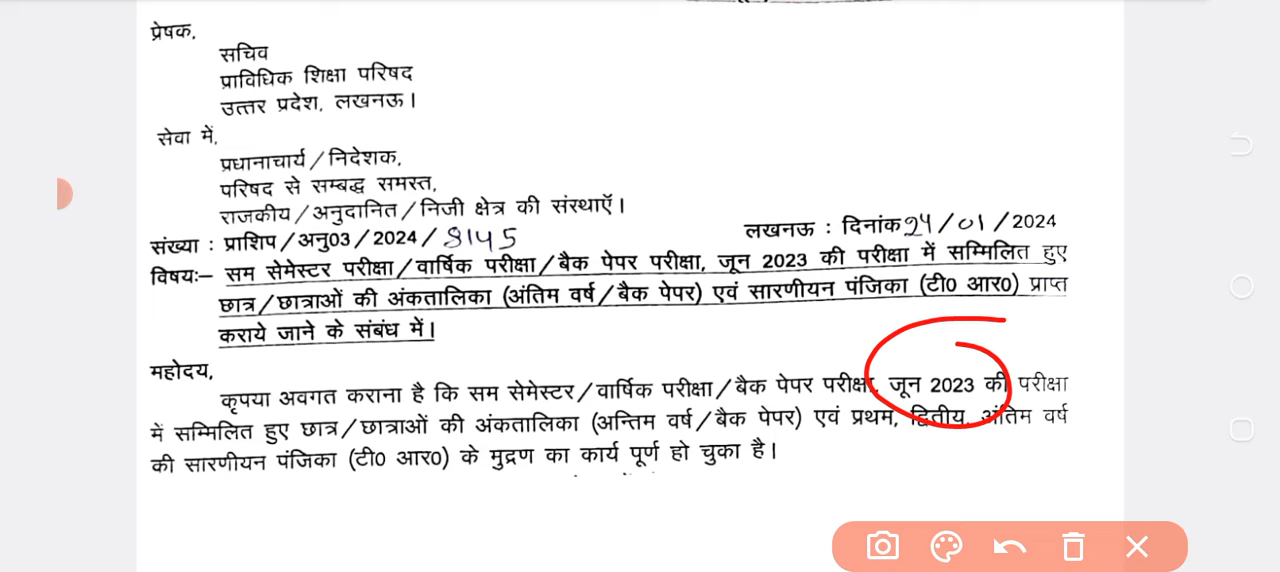 प्रेषक,
सचिव
प्राविधिक शिक्षा परिषद
उत्तर प्रदेश, लखनऊ।
सेवा में,
प्रधानाचार्य/निदेशक,
परिषद से सम्बद्ध समस्त,
राजकीय/अनुदानित/निजी क्षेत्र की संस्थाएँ।
संख्या : प्राशिप/अनु03/2024/8145 लखनऊ : दिनांक 24/01/2024
विषयः– सम सेमेस्टर परीक्षा/वार्षिक परीक्षा/बैक पेपर परीक्षा, जून 2023 की परीक्षा में सम्मिलित हुए
छात्र/छात्राओं की अंकतालिका (अंतिम वर्ष/बैक पेपर) एवं सारणीयन पंजिका (टी0 आर0) प्राप्त
कराये जाने के संबंध में।
महोदय,
कृपया अवगत कराना है कि सम सेमेस्टर/वार्षिक परीक्षा/बैक पेपर परीक्षा, जून 2023 की परीक्षा
में सम्मिलित हुए छात्र/छात्राओं की अंकतालिका (अन्तिम वर्ष/बैक पेपर) एवं प्रथम, द्वितीय, अंतिम वर्ष
की सारणीयन पंजिका (टी0 आर0) के मुद्रण का कार्य पूर्ण हो चुका है।